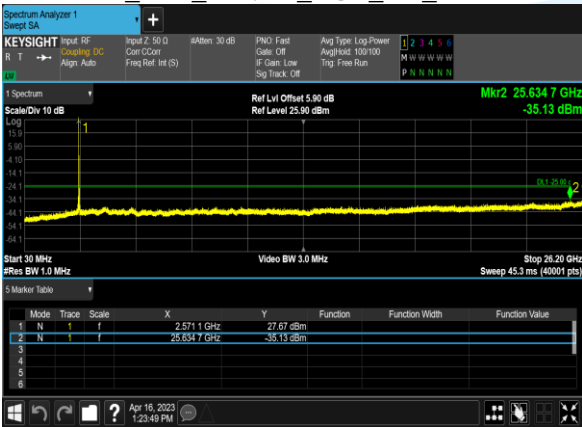 Spectrum Analyzer 1
Swept SA
+
KEYSIGHT Input: RF Input Z: 50 Ω #Atten: 30 dB PNO: Fast Avg Type: Log-Power 1 2 3 4 5 6
R T Coupling: DC Corr CCorr Gate: Off Avg|Hold: 100/100 M W W W W W
Align: Auto Freq Ref: Int (S) IF Gain: Low Trig: Free Run
Sig Track: Off P N N N N N
1 Spectrum
Ref Lvl Offset 5.90 dB Mkr2 25.634 7 GHz
Scale/Div 10 dB Ref Level 25.90 dBm -35.13 dBm
Log
15.9
5.90
-4.10
-14.1
-24.1
-34.1
-44.1
-54.1
-64.1
1
DL1 -25.00
2
Start 30 MHz Video BW 3.0 MHz Stop 26.20 GHz
#Res BW 1.0 MHz Sweep 45.3 ms (40001 pts)
5 Marker Table
Mode Trace Scale X Y Function Function Width Function Value
1 N 1 f 2.571 1 GHz 27.67 dBm
2 N 1 f 25.634 7 GHz -35.13 dBm
3
4
5
6
? Apr 16, 2023
1:23:49 PM